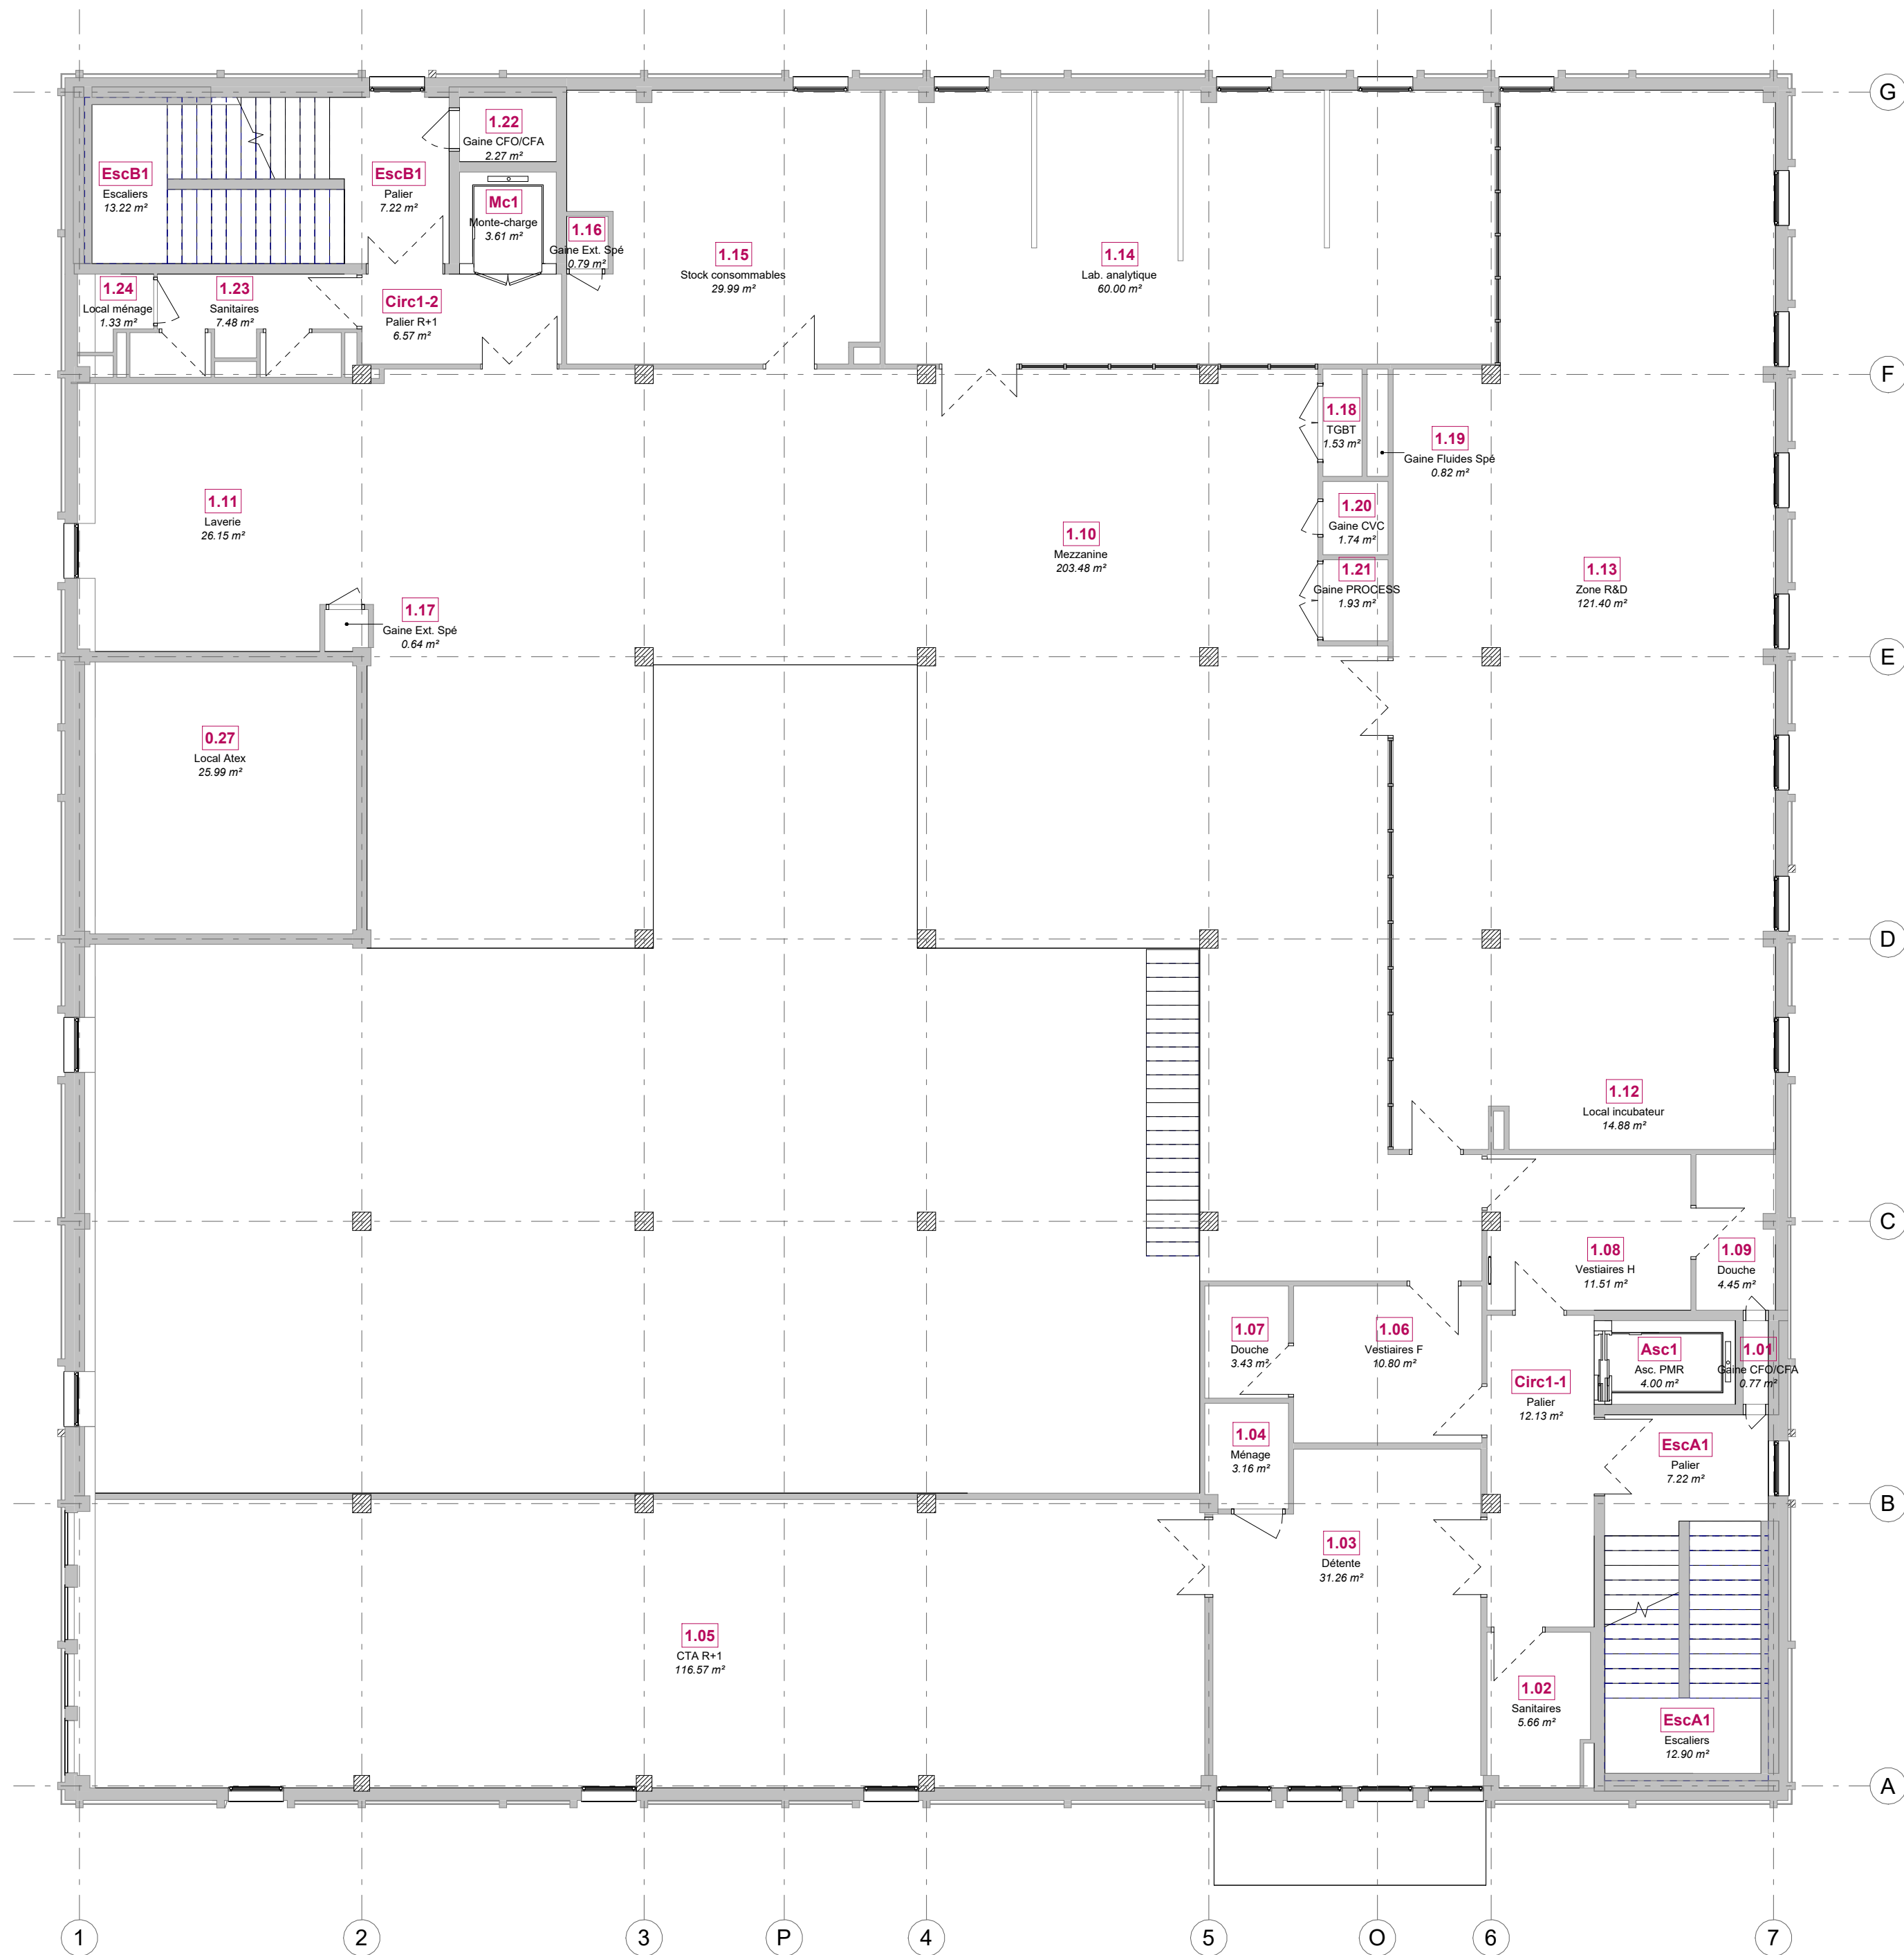 G
1.22
Gaine CFO/CFA
2.27 m²
EscB1
Escaliers
13.22 m²
EscB1
Palier
7.22 m²
Mc1
Monte-charge
3.61 m²
1.16
Gaine Ext. Spé
0.79 m²
1.15
Stock consommables
29.99 m²
1.14
Lab. analytique
60.00 m²
1.24
Local ménage
1.33 m²
1.23
Sanitaires
7.48 m²
Circ1-2
Palier R+1
6.57 m²
F
1.18
TGBT
1.53 m²
1.19
Gaine Fluides Spé
0.82 m²
1.11
Laverie
26.15 m²
1.10
Mezzanine
203.48 m²
1.20
Gaine CVC
1.74 m²
1.21
Gaine PROCESS
1.93 m²
1.13
Zone R&D
121.40 m²
1.17
Gaine Ext. Spé
0.64 m²
E
0.27
Local Atex
25.99 m²
D
1.12
Local incubateur
14.88 m²
C
1.08
Vestiaires H
11.51 m²
1.09
Douche
4.45 m²
1.07
Douche
3.43 m²
1.06
Vestiaires F
10.80 m²
Asc1
Asc. PMR
4.00 m²
1.01
Gaine CFO/CFA
0.77 m²
Circ1-1
Palier
12.13 m²
1.04
Ménage
3.16 m²
EscA1
Palier
7.22 m²
B
1.03
Détente
31.26 m²
1.05
CTA R+1
116.57 m²
1.02
Sanitaires
5.66 m²
EscA1
Escaliers
12.90 m²
A
1
2
3
P
4
5
O
6
7